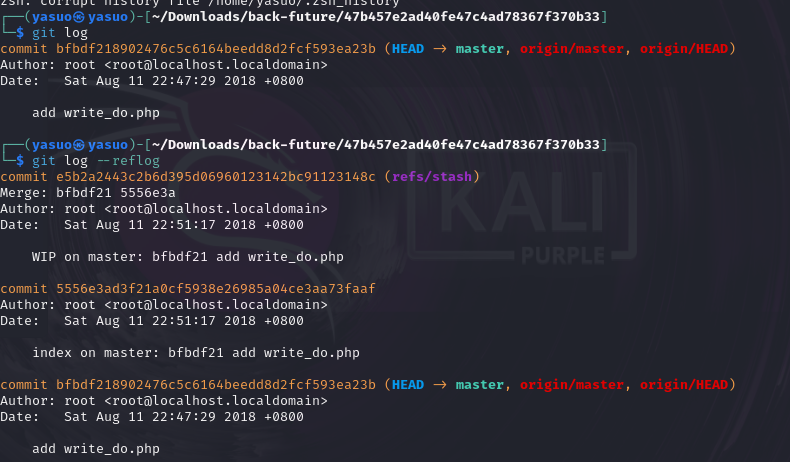 zsh: corrupt history file /home/yasuo/.zsh_history
┌──(yasuo㉿yasuo)-[~/Downloads/back-future/47b457e2ad40fe47c4ad78367f370b33]
└─$ git log
commit bfbdf218902476c5c6164beedd8d2fcf593ea23b (HEAD -> master, origin/master, origin/HEAD)
Author: root <root@localhost.localdomain>
Date:   Sat Aug 11 22:47:29 2018 +0800

    add write_do.php

┌──(yasuo㉿yasuo)-[~/Downloads/back-future/47b457e2ad40fe47c4ad78367f370b33]
└─$ git log --reflog
commit e5b2a2443c2b6d395d06960123142bc91123148c (refs/stash)
Merge: bfbdf21 5556e3a
Author: root <root@localhost.localdomain>
Date:   Sat Aug 11 22:51:17 2018 +0800

    WIP on master: bfbdf21 add write_do.php

commit 5556e3ad3f21a0cf5938e26985a04ce3aa73faaf
Author: root <root@localhost.localdomain>
Date:   Sat Aug 11 22:51:17 2018 +0800

    index on master: bfbdf21 add write_do.php

commit bfbdf218902476c5c6164beedd8d2fcf593ea23b (HEAD -> master, origin/master, origin/HEAD)
Author: root <root@localhost.localdomain>
Date:   Sat Aug 11 22:47:29 2018 +0800

    add write_do.php
KALI
PURPLE